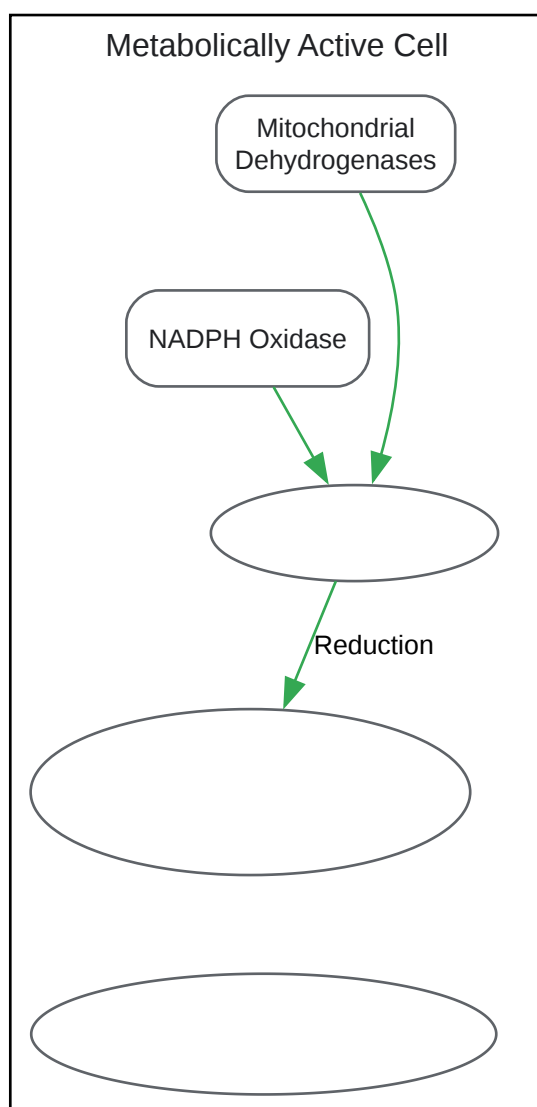 Metabolically Active Cell
Mitochondrial
Dehydrogenases
NADPH Oxidase
Reduction